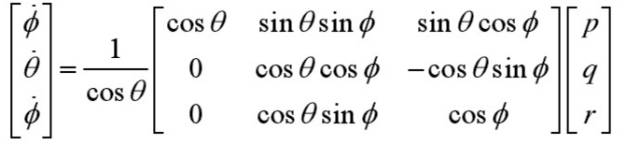 [ φ̇ ; θ̇ ; φ̇ ] = 1/cos θ [ cos θ  sin θ sin φ  sin θ cos φ ; 0  cos θ cos φ  −cos θ sin φ ; 0  cos θ sin φ  cos φ ] [ p ; q ; r ]